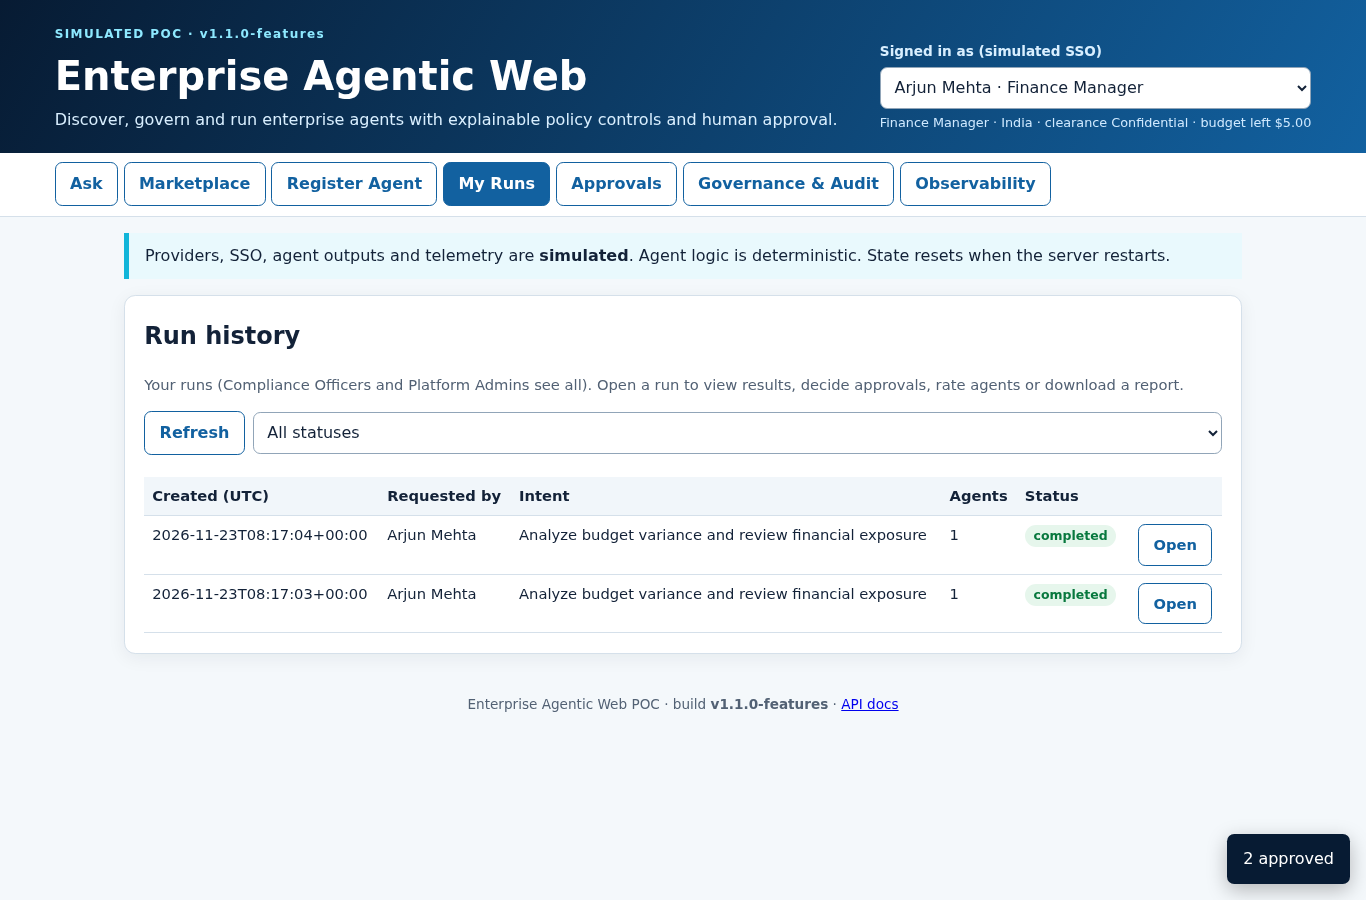 SIMULATED POC · v1.1.0-features
Enterprise Agentic Web
Discover, govern and run enterprise agents with explainable policy controls and human approval.
Signed in as (simulated SSO)
Arjun Mehta · Finance Manager
Finance Manager · India · clearance Confidential · budget left $5.00
Ask Marketplace Register Agent My Runs Approvals Governance & Audit Observability
Providers, SSO, agent outputs and telemetry are simulated. Agent logic is deterministic. State resets when the server restarts.
Run history
Your runs (Compliance Officers and Platform Admins see all). Open a run to view results, decide approvals, rate agents or download a report.
Refresh All statuses
Created (UTC) Requested by Intent Agents Status
2026-11-23T08:17:04+00:00 Arjun Mehta Analyze budget variance and review financial exposure 1 completed Open
2026-11-23T08:17:03+00:00 Arjun Mehta Analyze budget variance and review financial exposure 1 completed Open
Enterprise Agentic Web POC · build v1.1.0-features · API docs
2 approved